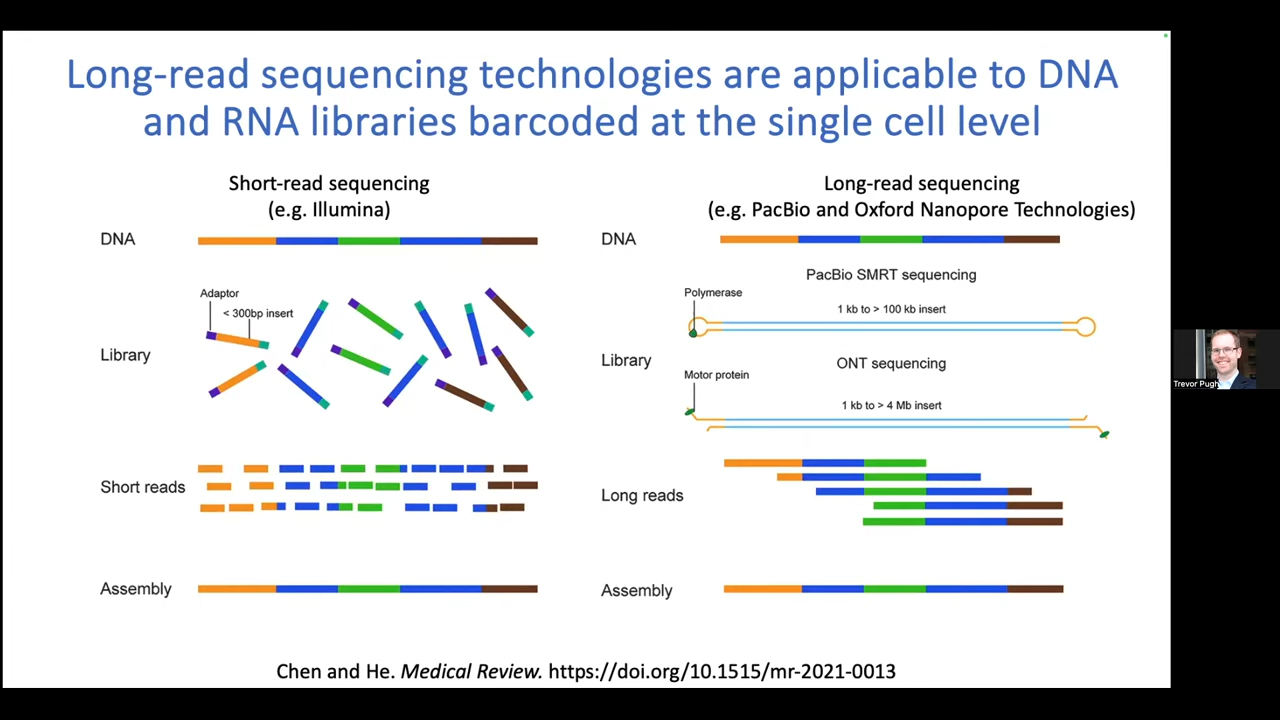 Long-read sequencing technologies are applicable to DNA
and RNA libraries barcoded at the single cell level
Short-read sequencing
(e.g. Illumina)
DNA
Adaptor
< 300bp insert
Library
Short reads
Assembly
Long-read sequencing
(e.g. PacBio and Oxford Nanopore Technologies)
DNA
PacBio SMRT sequencing
Polymerase
1 kb to > 100 kb insert
Library
ONT sequencing
Motor protein
1 kb to > 4 Mb insert
Long reads
Assembly
Chen and He. Medical Review. https://doi.org/10.1515/mr-2021-0013
Trevor Pugh